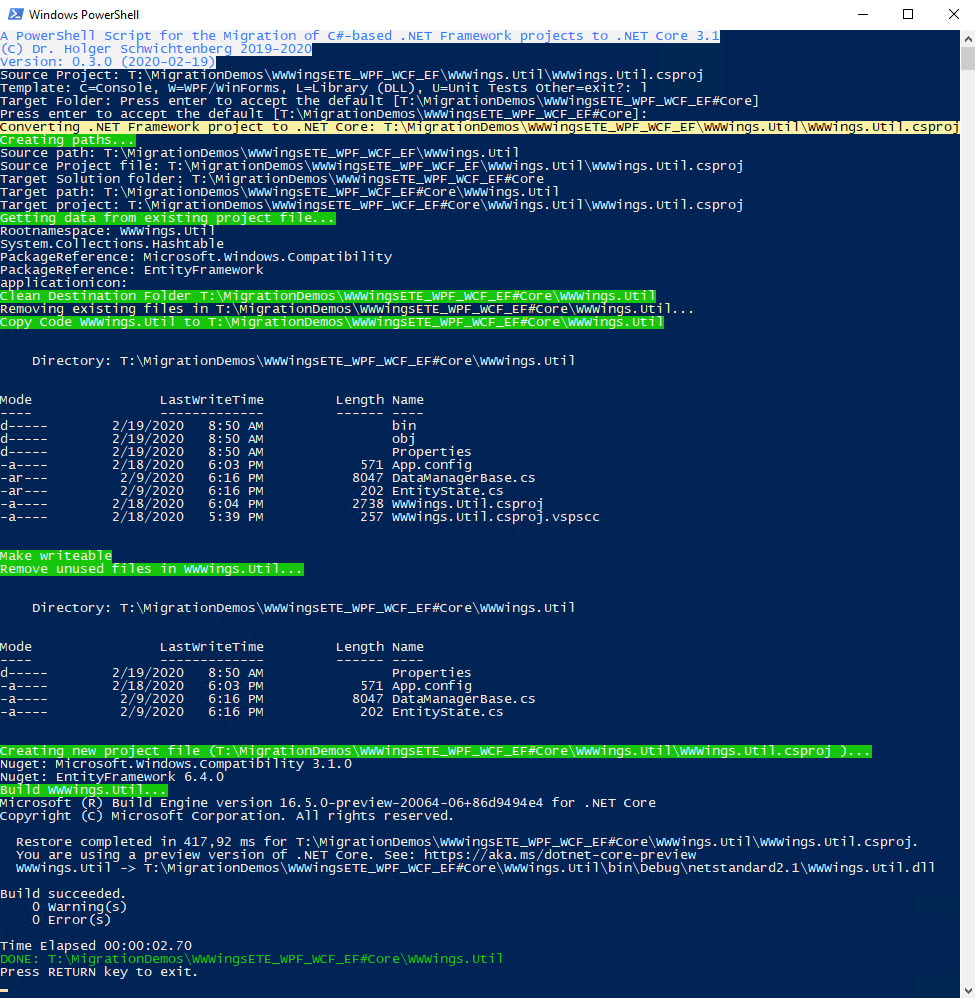 Windows PowerShell
A PowerShell Script for the Migration of C#-based .NET Framework projects to .NET Core 3.1
(C) Dr. Holger Schwichtenberg 2019-2020
Version: 0.3.0 (2020-02-19)
Source Project: T:\MigrationDemos\WWWingsETE_WPF_WCF_EF\WWWings.Util\WWWings.Util.csproj
Template: C=Console, W=WPF/WinForms, L=Library (DLL), U=Unit Tests Other=exit?: l
Target Folder: Press enter to accept the default [T:\MigrationDemos\WWWingsETE_WPF_WCF_EF#Core]
Press enter to accept the default [T:\MigrationDemos\WWWingsETE_WPF_WCF_EF#Core]:
Converting .NET Framework project to .NET Core: T:\MigrationDemos\WWWingsETE_WPF_WCF_EF\WWWings.Util\WWWings.Util.csproj
Creating paths...
Source path: T:\MigrationDemos\WWWingsETE_WPF_WCF_EF\WWWings.Util
Source Project file: T:\MigrationDemos\WWWingsETE_WPF_WCF_EF\WWWings.Util\WWWings.Util.csproj
Target Solution folder: T:\MigrationDemos\WWWingsETE_WPF_WCF_EF#Core
Target path: T:\MigrationDemos\WWWingsETE_WPF_WCF_EF#Core\WWWings.Util
Target project: T:\MigrationDemos\WWWingsETE_WPF_WCF_EF#Core\WWWings.Util\WWWings.Util.csproj
Getting data from existing project file...
Rootnamespace: WWWings.Util
System.Collections.Hashtable
PackageReference: Microsoft.Windows.Compatibility
PackageReference: EntityFramework
applicationicon:
Clean Destination Folder T:\MigrationDemos\WWWingsETE_WPF_WCF_EF#Core\WWWings.Util
Removing existing files in T:\MigrationDemos\WWWingsETE_WPF_WCF_EF#Core\WWWings.Util...
Copy Code WWWings.Util to T:\MigrationDemos\WWWingsETE_WPF_WCF_EF#Core\WWWings.Util
Directory: T:\MigrationDemos\WWWingsETE_WPF_WCF_EF#Core\WWWings.Util
Mode                LastWriteTime         Length Name
----                -------------         ------ ----
d-----        2/19/2020   8:50 AM                bin
d-----        2/19/2020   8:50 AM                obj
d-----        2/19/2020   8:50 AM                Properties
-a----        2/18/2020   6:03 PM            571 App.config
-ar---         2/9/2020   6:16 PM           8047 DataManagerBase.cs
-ar---         2/9/2020   6:16 PM            202 EntityState.cs
-a----        2/18/2020   6:04 PM           2738 WWWings.Util.csproj
-a----        2/18/2020   5:39 PM            257 WWWings.Util.csproj.vspscc
Make writeable
Remove unused files in WWWings.Util...
Directory: T:\MigrationDemos\WWWingsETE_WPF_WCF_EF#Core\WWWings.Util
Mode                LastWriteTime         Length Name
----                -------------         ------ ----
d-----        2/19/2020   8:50 AM                Properties
-a----        2/18/2020   6:03 PM            571 App.config
-a----         2/9/2020   6:16 PM           8047 DataManagerBase.cs
-a----         2/9/2020   6:16 PM            202 EntityState.cs
Creating new project file (T:\MigrationDemos\WWWingsETE_WPF_WCF_EF#Core\WWWings.Util\WWWings.Util.csproj )...
Nuget: Microsoft.Windows.Compatibility 3.1.0
Nuget: EntityFramework 6.4.0
Build WWWings.Util...
Microsoft (R) Build Engine version 16.5.0-preview-20064-06+86d9494e4 for .NET Core
Copyright (C) Microsoft Corporation. All rights reserved.
Restore completed in 417,92 ms for T:\MigrationDemos\WWWingsETE_WPF_WCF_EF#Core\WWWings.Util\WWWings.Util.csproj.
You are using a preview version of .NET Core. See: https://aka.ms/dotnet-core-preview
WWWings.Util -> T:\MigrationDemos\WWWingsETE_WPF_WCF_EF#Core\WWWings.Util\bin\Debug\netstandard2.1\WWWings.Util.dll
Build succeeded.
0 Warning(s)
0 Error(s)
Time Elapsed 00:00:02.70
DONE: T:\MigrationDemos\WWWingsETE_WPF_WCF_EF#Core\WWWings.Util
Press RETURN key to exit.